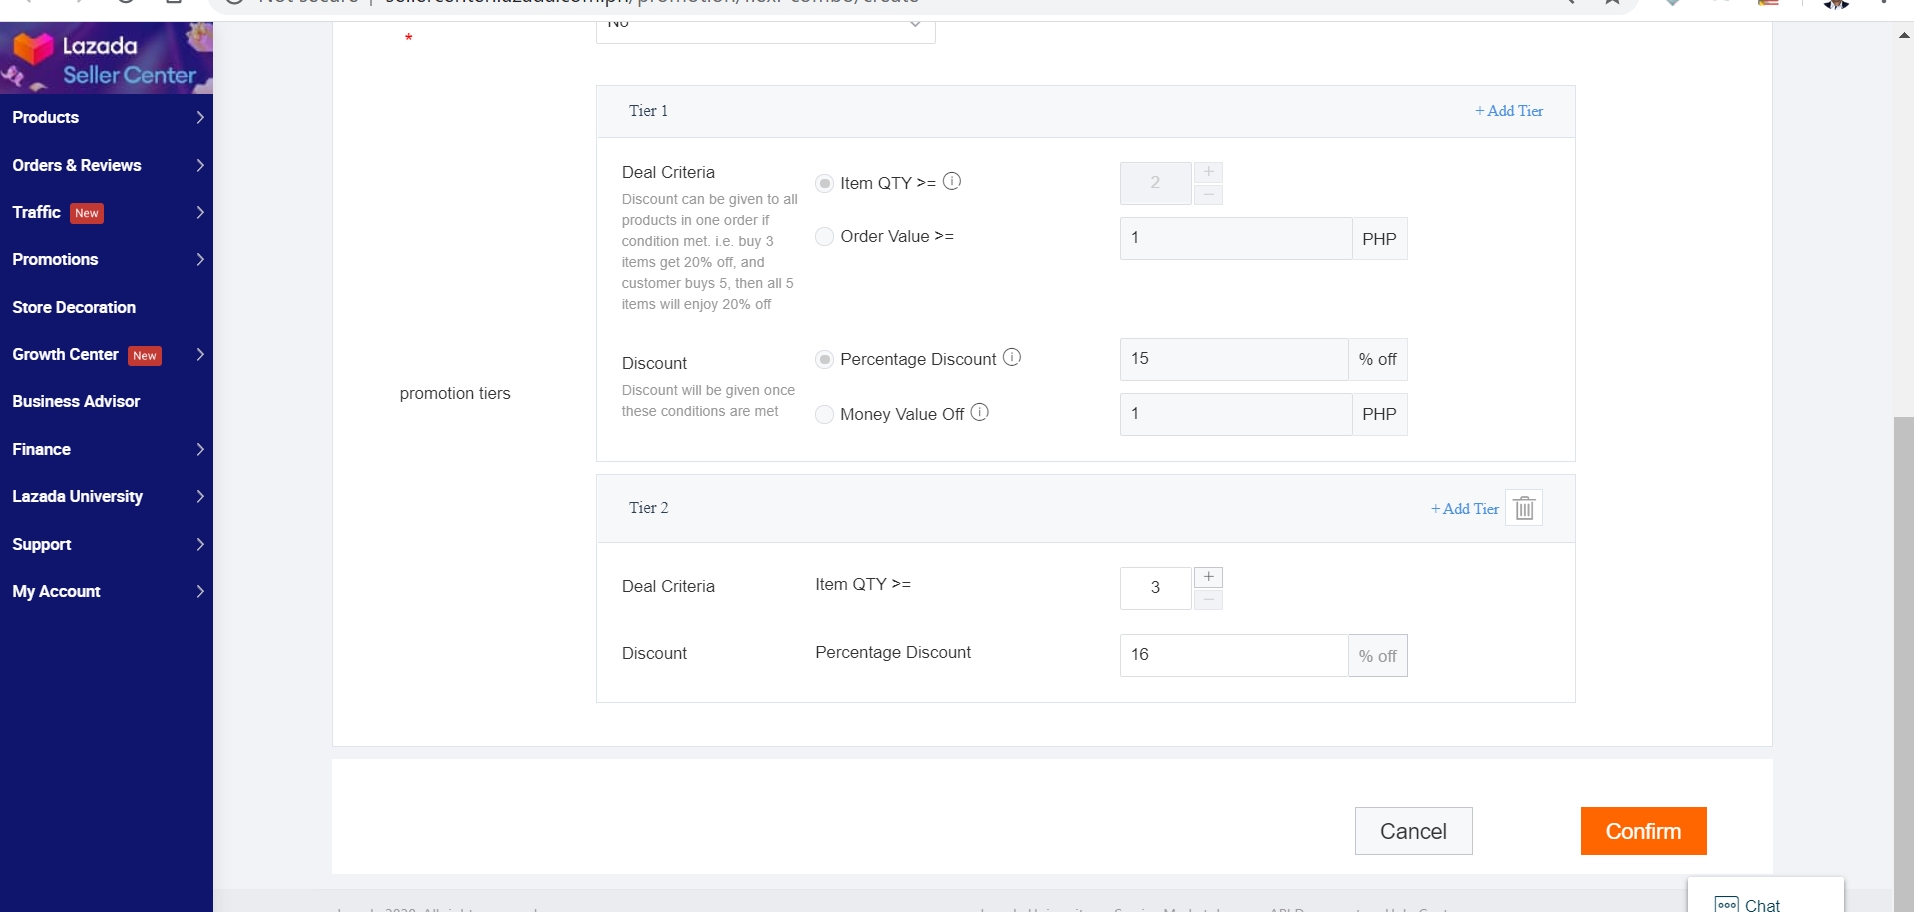 No
Lazada
Seller Center
*
Products
Tier 1
+ Add Tier
Orders & Reviews
Deal Criteria
Item QTY >=
2
Discount can be given to all
products in one order if
condition met. i.e. buy 3
items get 20% off, and
customer buys 5, then all 5
items will enjoy 20% off
Traffic New
Order Value >=
1
PHP
Promotions
Store Decoration
Growth Center New
Discount
Percentage Discount
15
% off
Discount will be given once
these conditions are met
promotion tiers
Business Advisor
Money Value Off
1
PHP
Finance
Lazada University
Tier 2
+ Add Tier
Support
My Account
Deal Criteria
Item QTY >=
3
Discount
Percentage Discount
16
% off
Cancel
Confirm
Chat